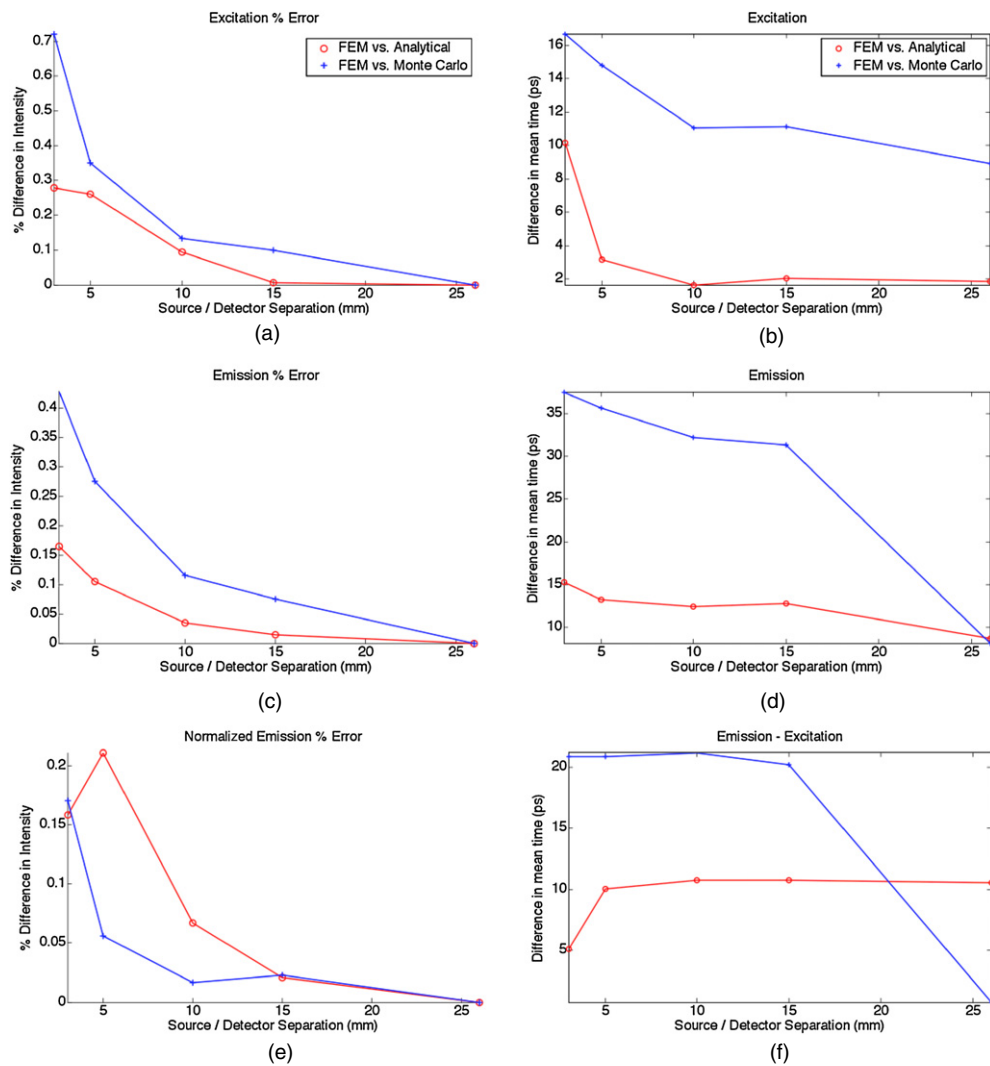 Excitation % Error
FEM vs. Analytical
FEM vs. Monte Carlo
% Difference in Intensity
0.7
0.6
0.5
0.4
0.3
0.2
0.1
0
5 10 15 20 25
Source / Detector Separation (mm)
(a)
Excitation
FEM vs. Analytical
FEM vs. Monte Carlo
Difference in mean time (ps)
16
14
12
10
8
6
4
2
5 10 15 20 25
Source / Detector Separation (mm)
(b)
Emission % Error
% Difference in Intensity
0.4
0.35
0.3
0.25
0.2
0.15
0.1
0.05
0
5 10 15 20 25
Source / Detector Separation (mm)
(c)
Emission
Difference in mean time (ps)
35
30
25
20
15
10
5 10 15 20 25
Source / Detector Separation (mm)
(d)
Normalized Emission % Error
% Difference in Intensity
0.2
0.15
0.1
0.05
0
5 10 15 20 25
Source / Detector Separation (mm)
(e)
Emission - Excitation
Difference in mean time (ps)
20
15
10
5
5 10 15 20 25
Source / Detector Separation (mm)
(f)